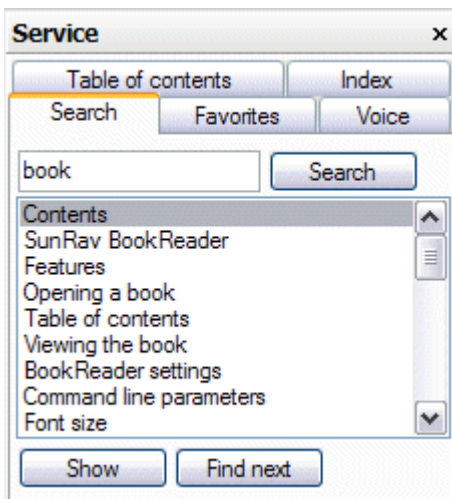 Service
Table of contents Index
Search Favorites Voice
book Search
Contents
SunRav BookReader
Features
Opening a book
Table of contents
Viewing the book
BookReader settings
Command line parameters
Font size
Show Find next